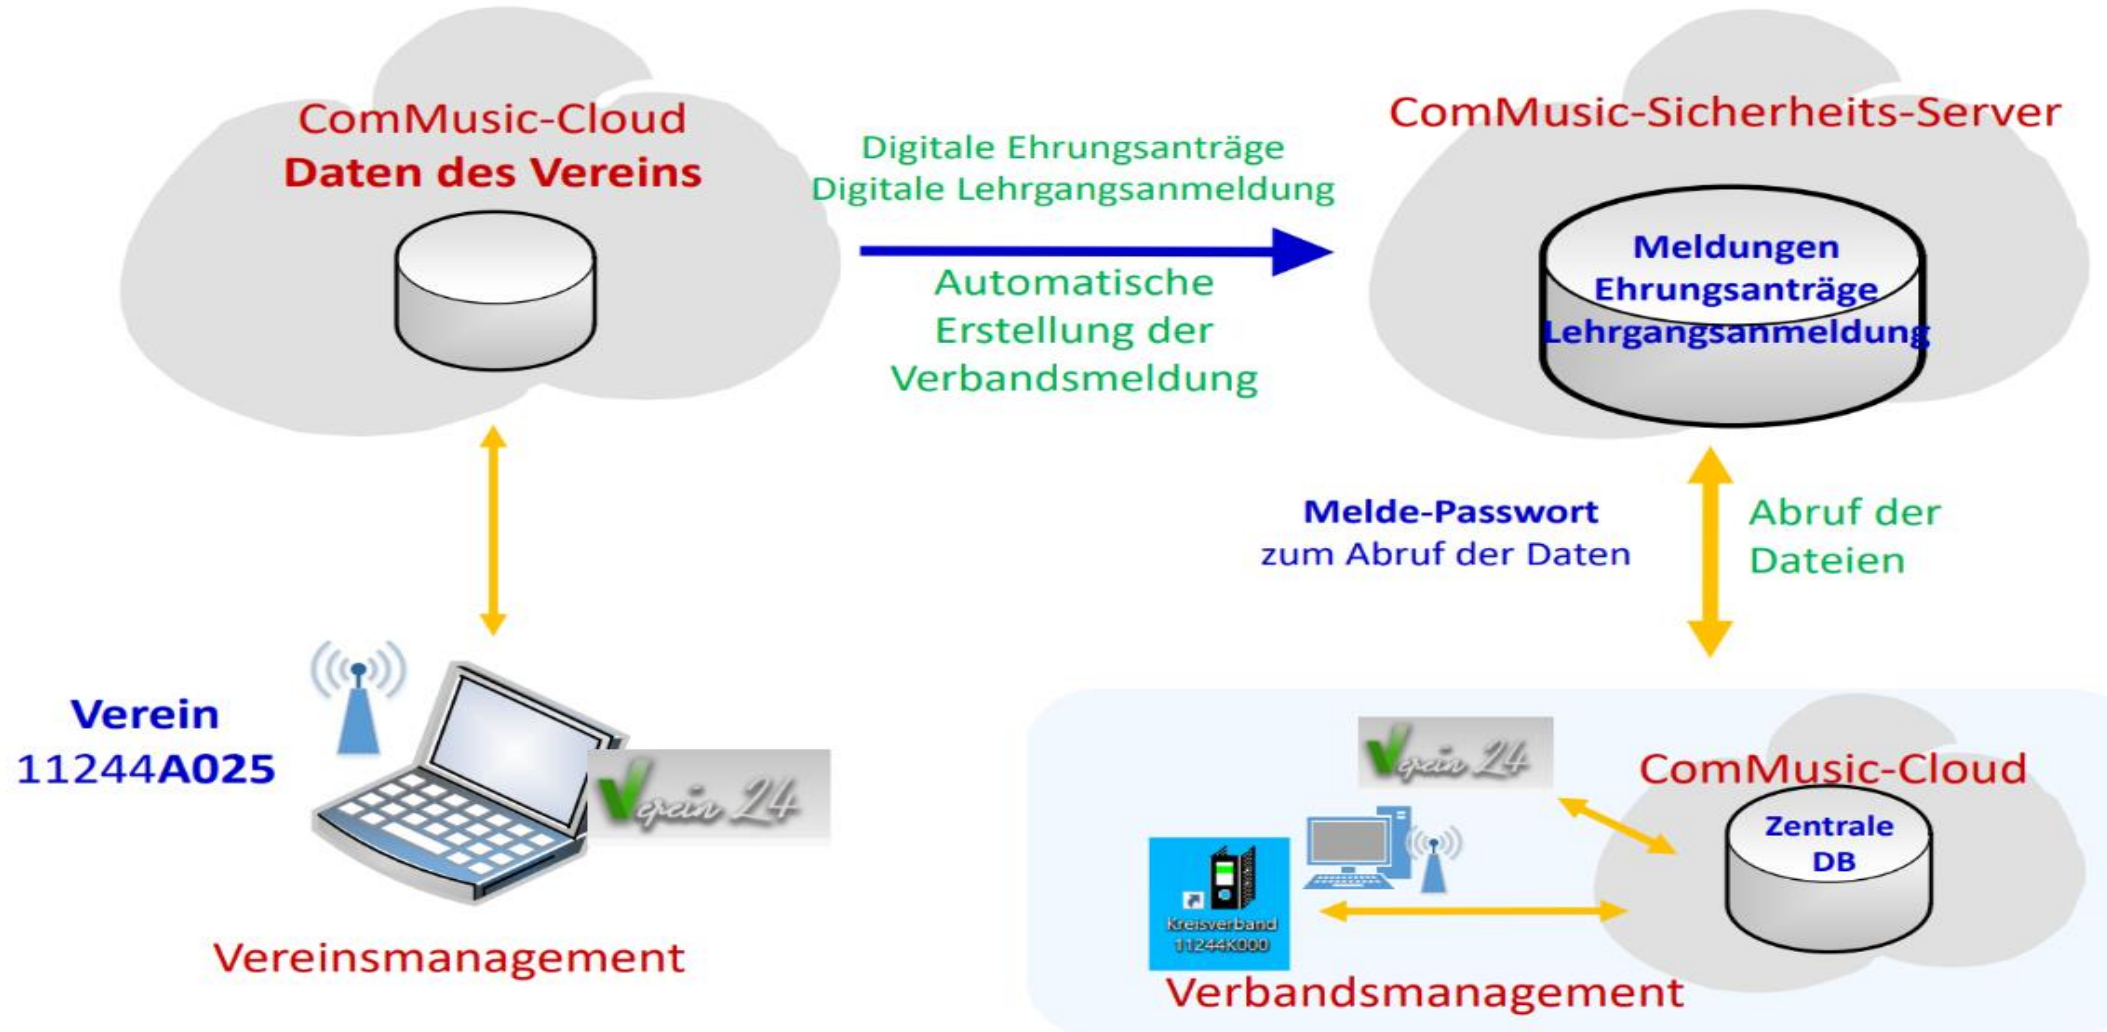 ComMusic-Cloud
Daten des Vereins
Digitale Ehrungsanträge
Digitale Lehrgangsanmeldung
Automatische
Erstellung der
Verbandsmeldung
ComMusic-Sicherheits-Server
Meldungen
Ehrungsanträge
Lehrgangsanmeldung
Melde-Passwort
zum Abruf der Daten
Abruf der
Dateien
Verein
11244A025
Verein 24
Vereinsmanagement
Verein 24
ComMusic-Cloud
Zentrale
DB
Kreisverband
11244K000
Verbandsmanagement